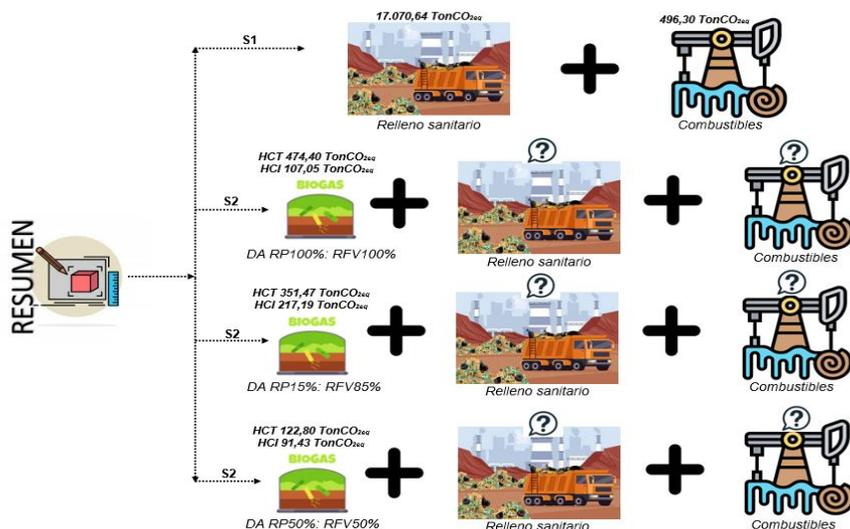 RESUMEN
S1
17.070,64 TonCO2eq
Relleno sanitario
496,30 TonCO2eq
Combustibles
S2
HCT 474,40 TonCO2eq
HCI 107,05 TonCO2eq
BIOGAS
DA RP100%: RFV100%
?
Relleno sanitario
?
Combustibles
S2
HCT 351,47 TonCO2eq
HCI 217,19 TonCO2eq
BIOGAS
DA RP15%: RFV85%
?
Relleno sanitario
?
Combustibles
S2
HCT 122,80 TonCO2eq
HCI 91,43 TonCO2eq
BIOGAS
DA RP50%: RFV50%
?
Relleno sanitario
?
Combustibles